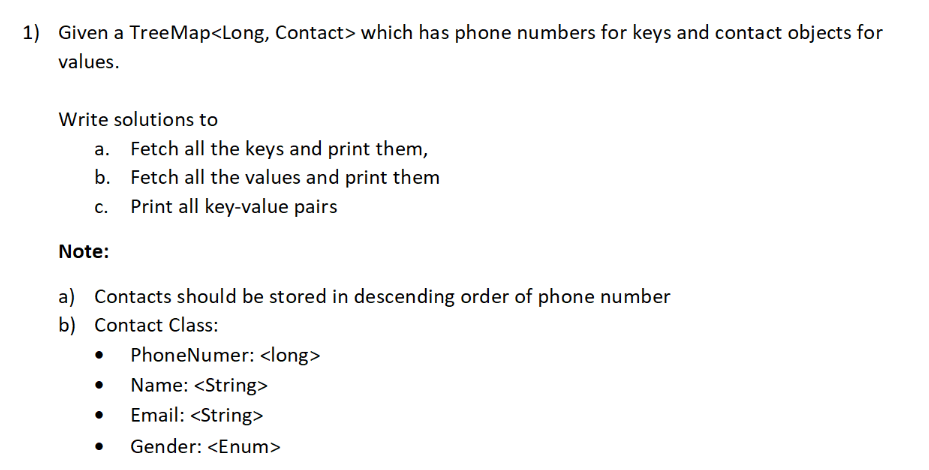 1) Given a TreeMap<Long, Contact> which has phone numbers for keys and contact objects for
values.
Write solutions to
a. Fetch all the keys and print them,
b. Fetch all the values and print them
c. Print all key-value pairs
Note:
a) Contacts should be stored in descending order of phone number
b) Contact Class:
• PhoneNumer: <long>
• Name: <String>
• Email: <String>
• Gender: <Enum>